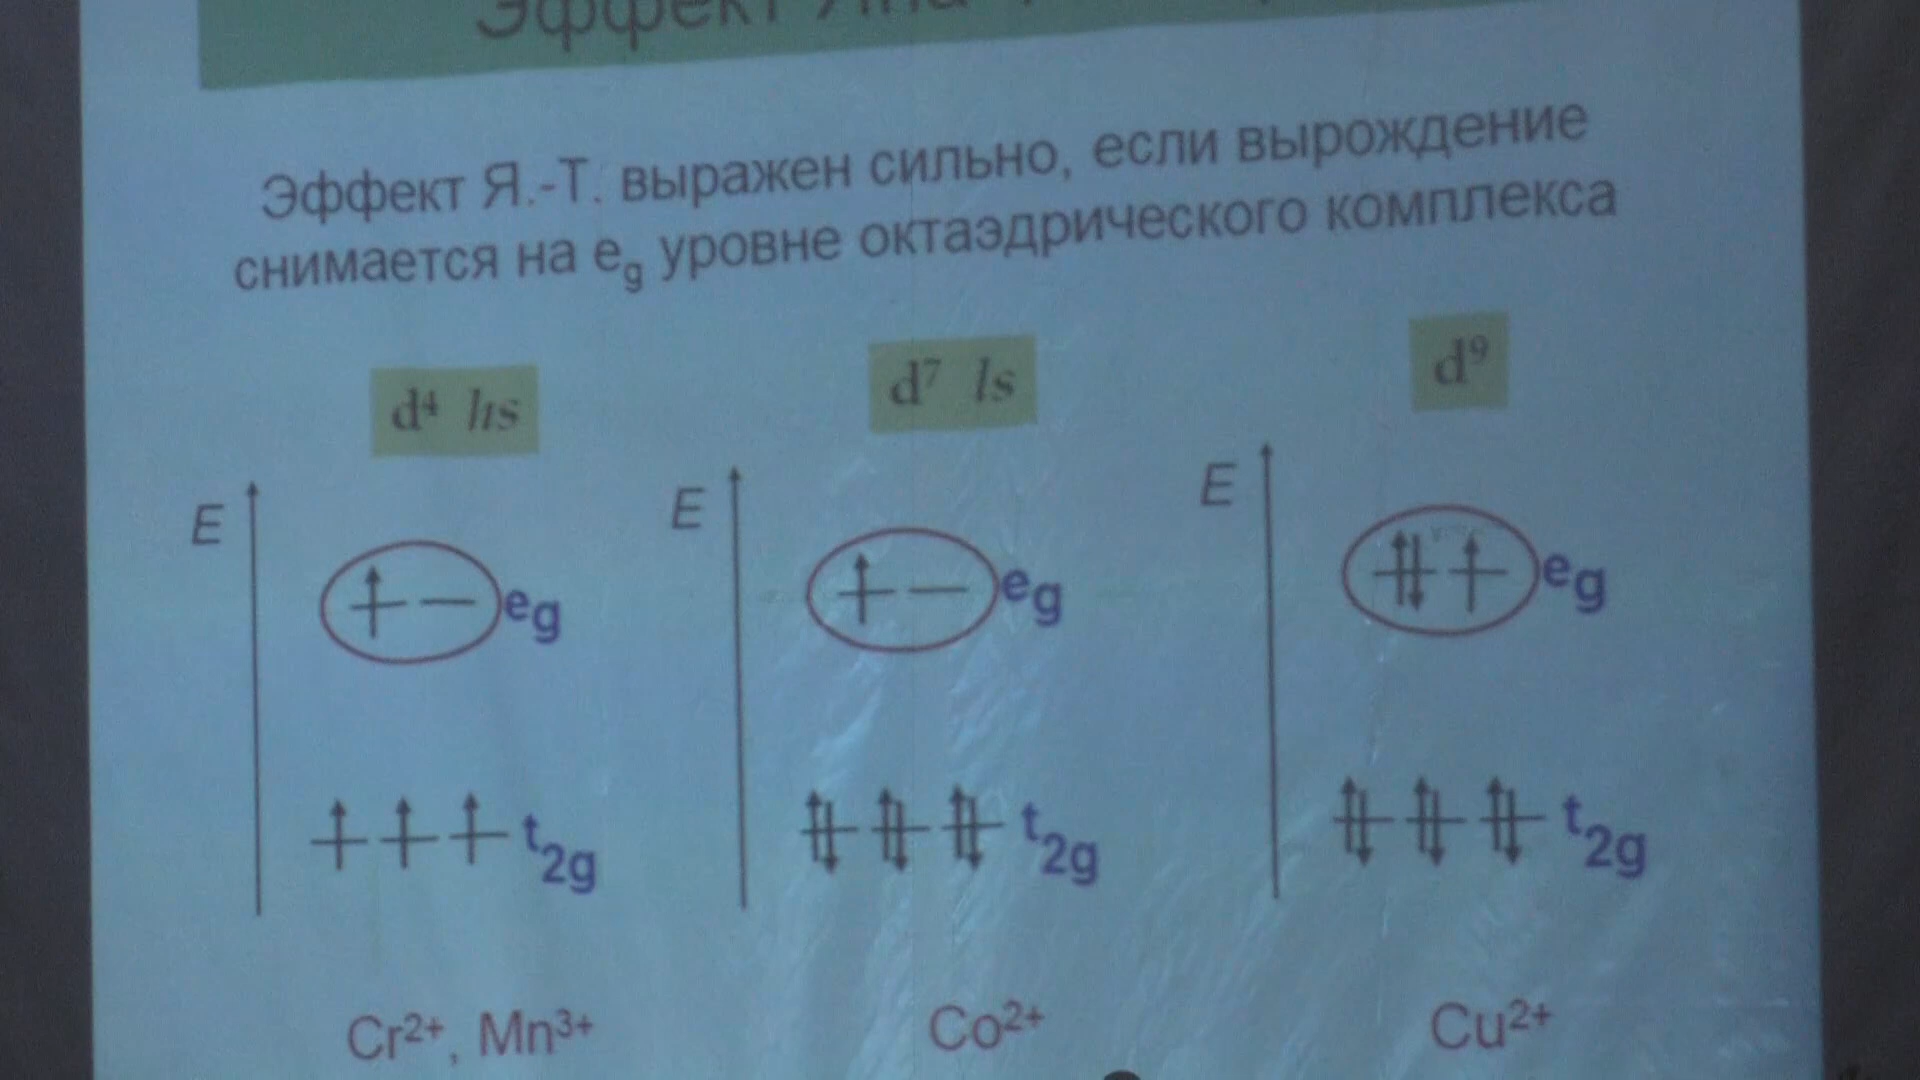 Эффект
Эффект Я.-Т. выражен сильно, если вырождение
снимается на eg уровне октаэдрического комплекса
d⁴ hs
d⁷ ls
d⁹
E
E
E
eg
eg
eg
t2g
t2g
t2g
Cr²⁺, Mn³⁺
Co²⁺
Cu²⁺